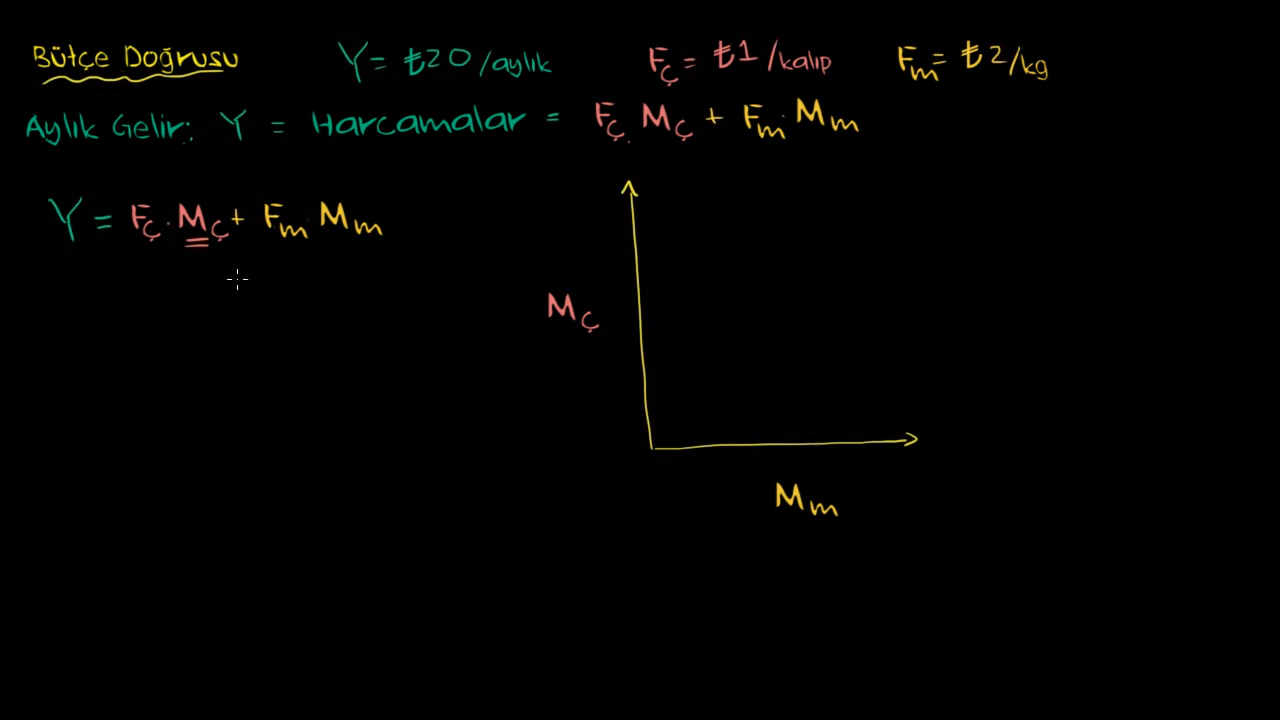 Bütçe Doğrusu Y = ₺20/aylık F_ç = ₺1/kalıp F_m = ₺2/kg
Aylık Gelir: Y = Harcamalar = F_ç · M_ç + F_m · M_m
Y = F_ç · M_ç + F_m · M_m
M_ç
M_m